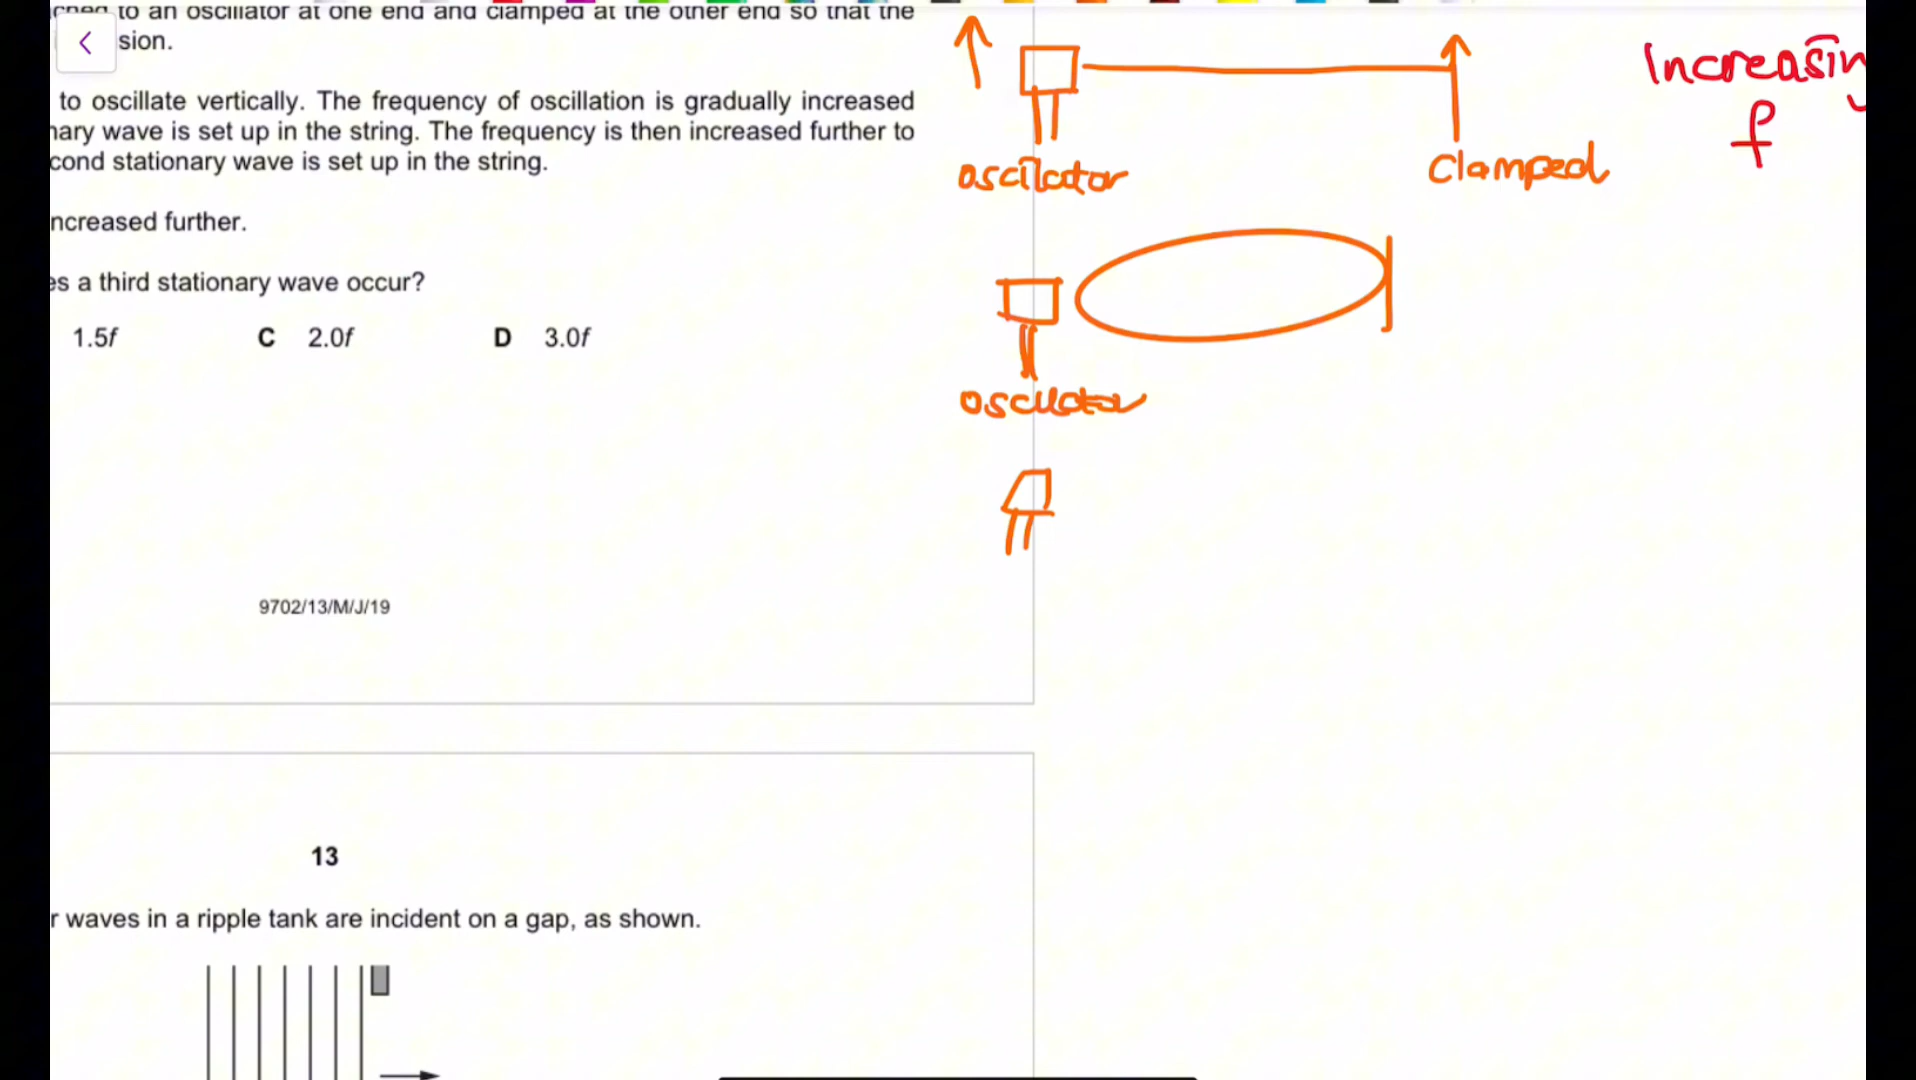 to an oscillator at one end and clamped at the other end so that the
sion.
to oscillate vertically. The frequency of oscillation is gradually increased
nary wave is set up in the string. The frequency is then increased further to
cond stationary wave is set up in the string.
ncreased further.
es a third stationary wave occur?
1.5f C 2.0f D 3.0f
9702/13/M/J/19
13
r waves in a ripple tank are incident on a gap, as shown.
oscilator
Clamped
Increasin
f
oscilator